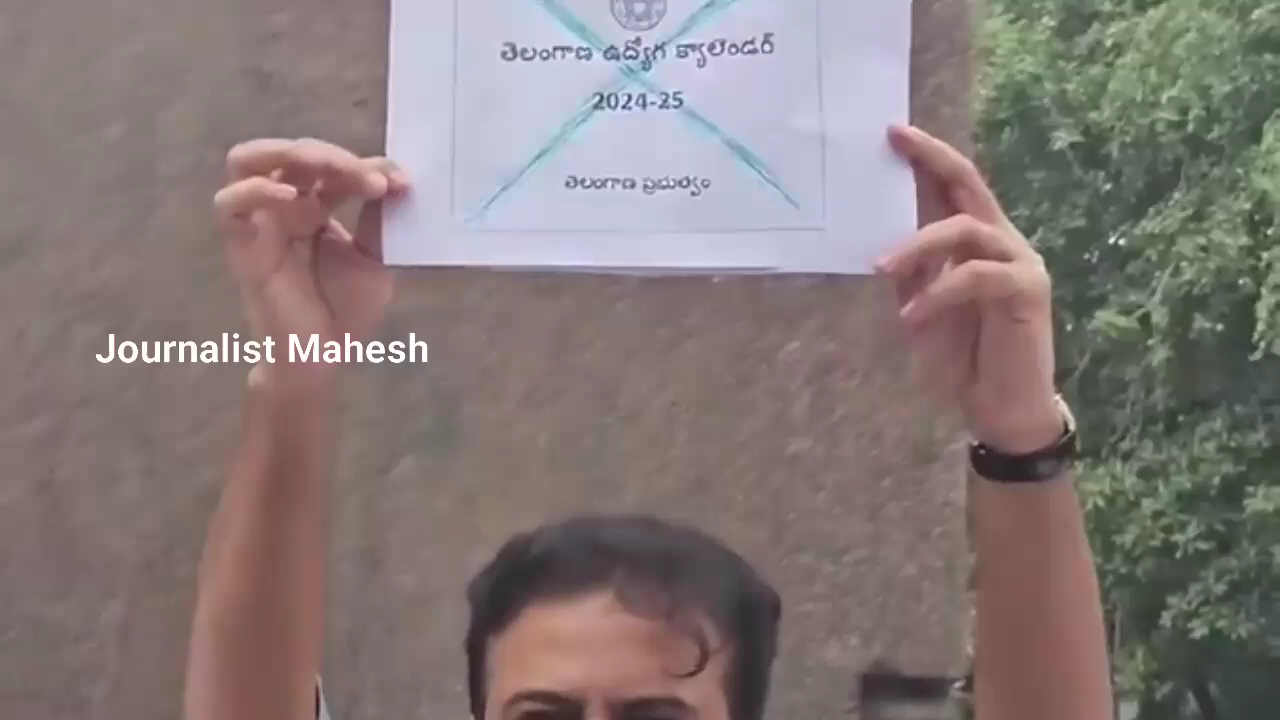 తెలంగాణ ఉద్యోగ క్యాలెండర్
2024-25
తెలంగాణ ప్రభుత్వం
Journalist Mahesh